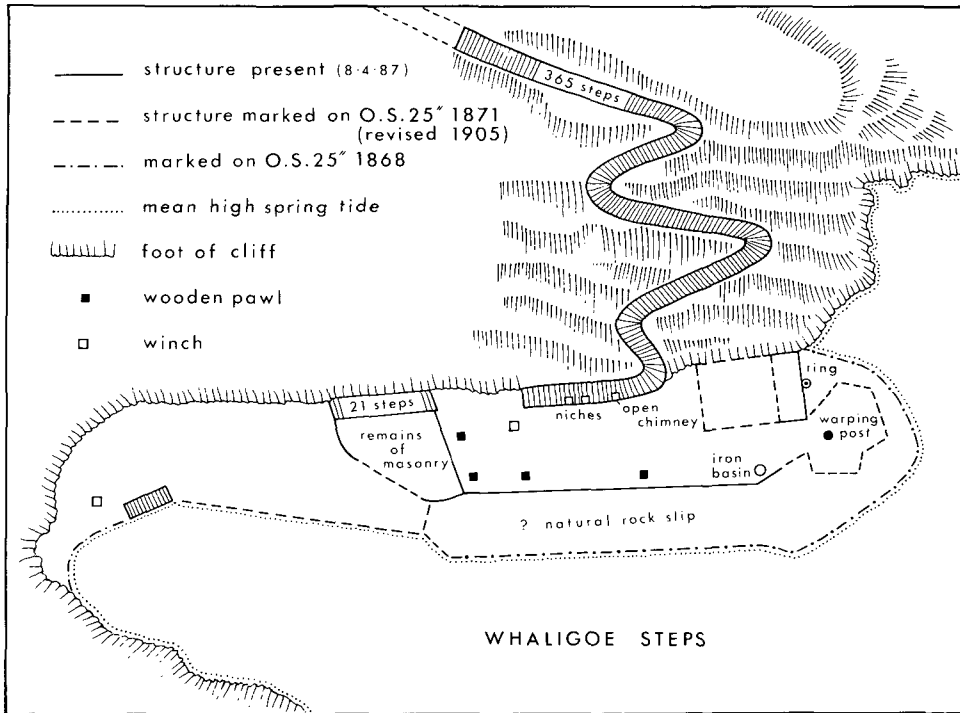 structure present (8·4·87)
structure marked on O.S.25″ 1871
(revised 1905)
marked on O.S.25″ 1868
mean high spring tide
foot of cliff
wooden pawl
winch
365 steps
21 steps
remains
of
masonry
niches
open
chimney
ring
warping
post
iron
basin
? natural rock slip
WHALIGOE STEPS